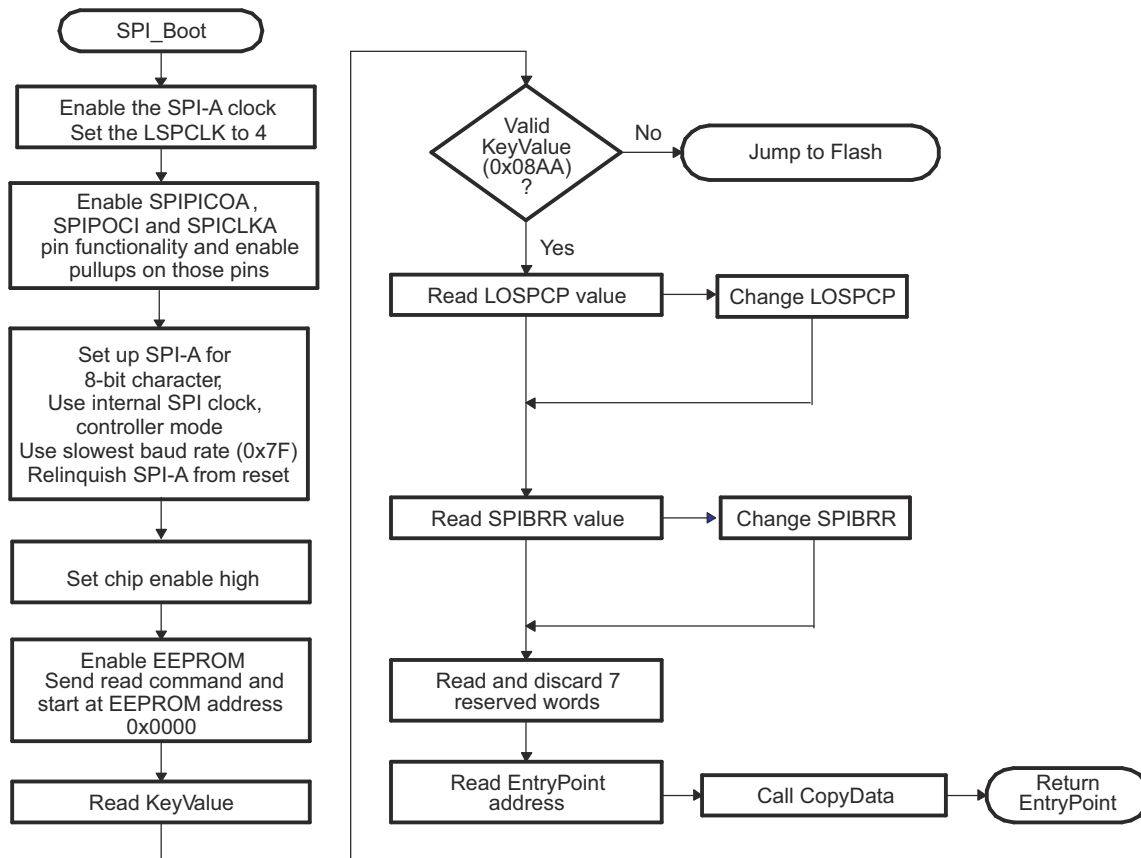 SPI_Boot
Enable the SPI-A clock
Set the LSPCLK to 4
Enable SPIPICOA,
SPIPOCI and SPICLKA
pin functionality and enable
pullups on those pins
Set up SPI-A for
8-bit character,
Use internal SPI clock,
controller mode
Use slowest baud rate (0x7F)
Relinquish SPI-A from reset
Set chip enable high
Enable EEPROM
Send read command and
start at EEPROM address
0x0000
Read KeyValue
Valid
KeyValue
(0x08AA)
?
No
Jump to Flash
Yes
Read LOSPCP value
Change LOSPCP
Read SPIBRR value
Change SPIBRR
Read and discard 7
reserved words
Read EntryPoint
address
Call CopyData
Return
EntryPoint